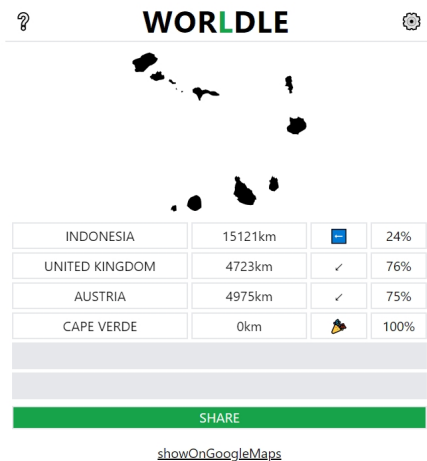 WORLDLE
INDONESIA 15121km ← 24%
UNITED KINGDOM 4723km ↙ 76%
AUSTRIA 4975km ↙ 75%
CAPE VERDE 0km 🎉 100%
SHARE
showOnGoogleMaps